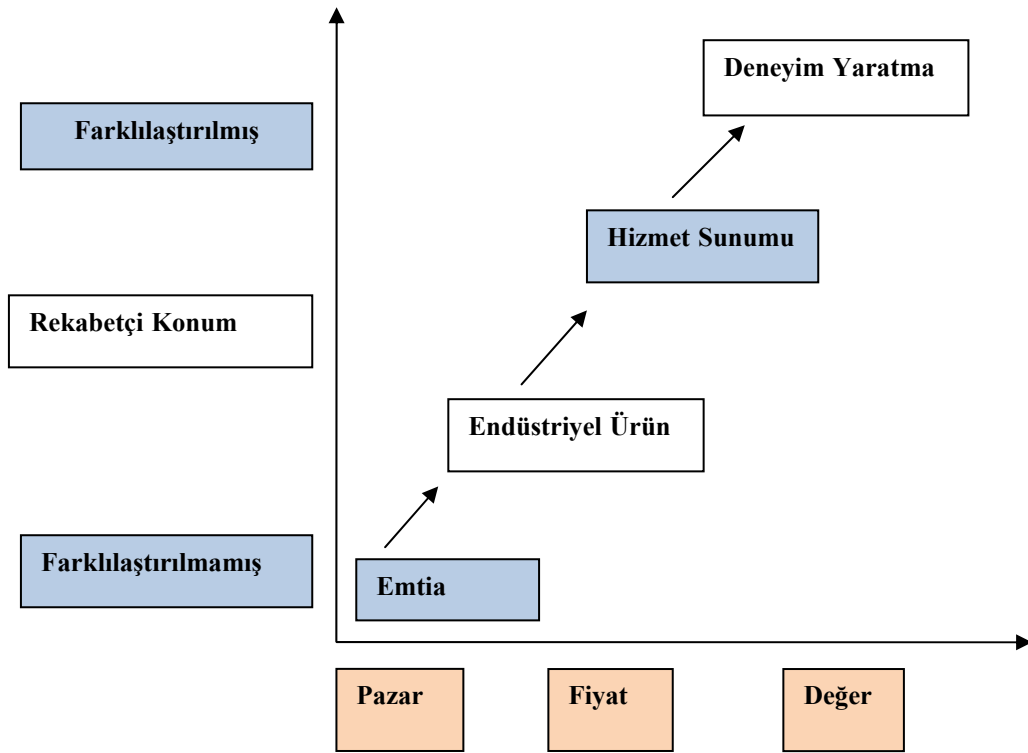 Deneyim Yaratma
Farklılaştırılmış
Hizmet Sunumu
Rekabetçi Konum
Endüstriyel Ürün
Farklılaştırılmamış
Emtia
Pazar
Fiyat
Değer